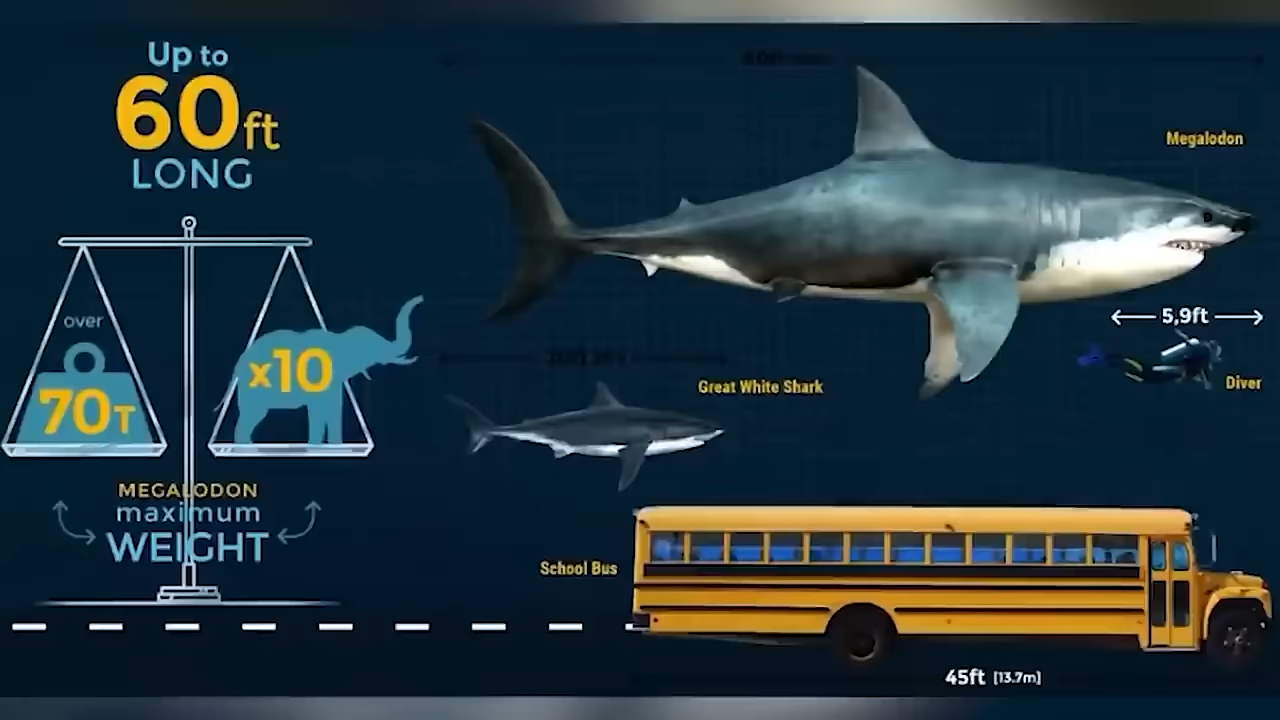 Up to
60ft
LONG
over
70T
x10
MEGALODON
maximum
WEIGHT
Megalodon
5,9ft
Diver
Great White Shark
School Bus
45ft [13.7m]